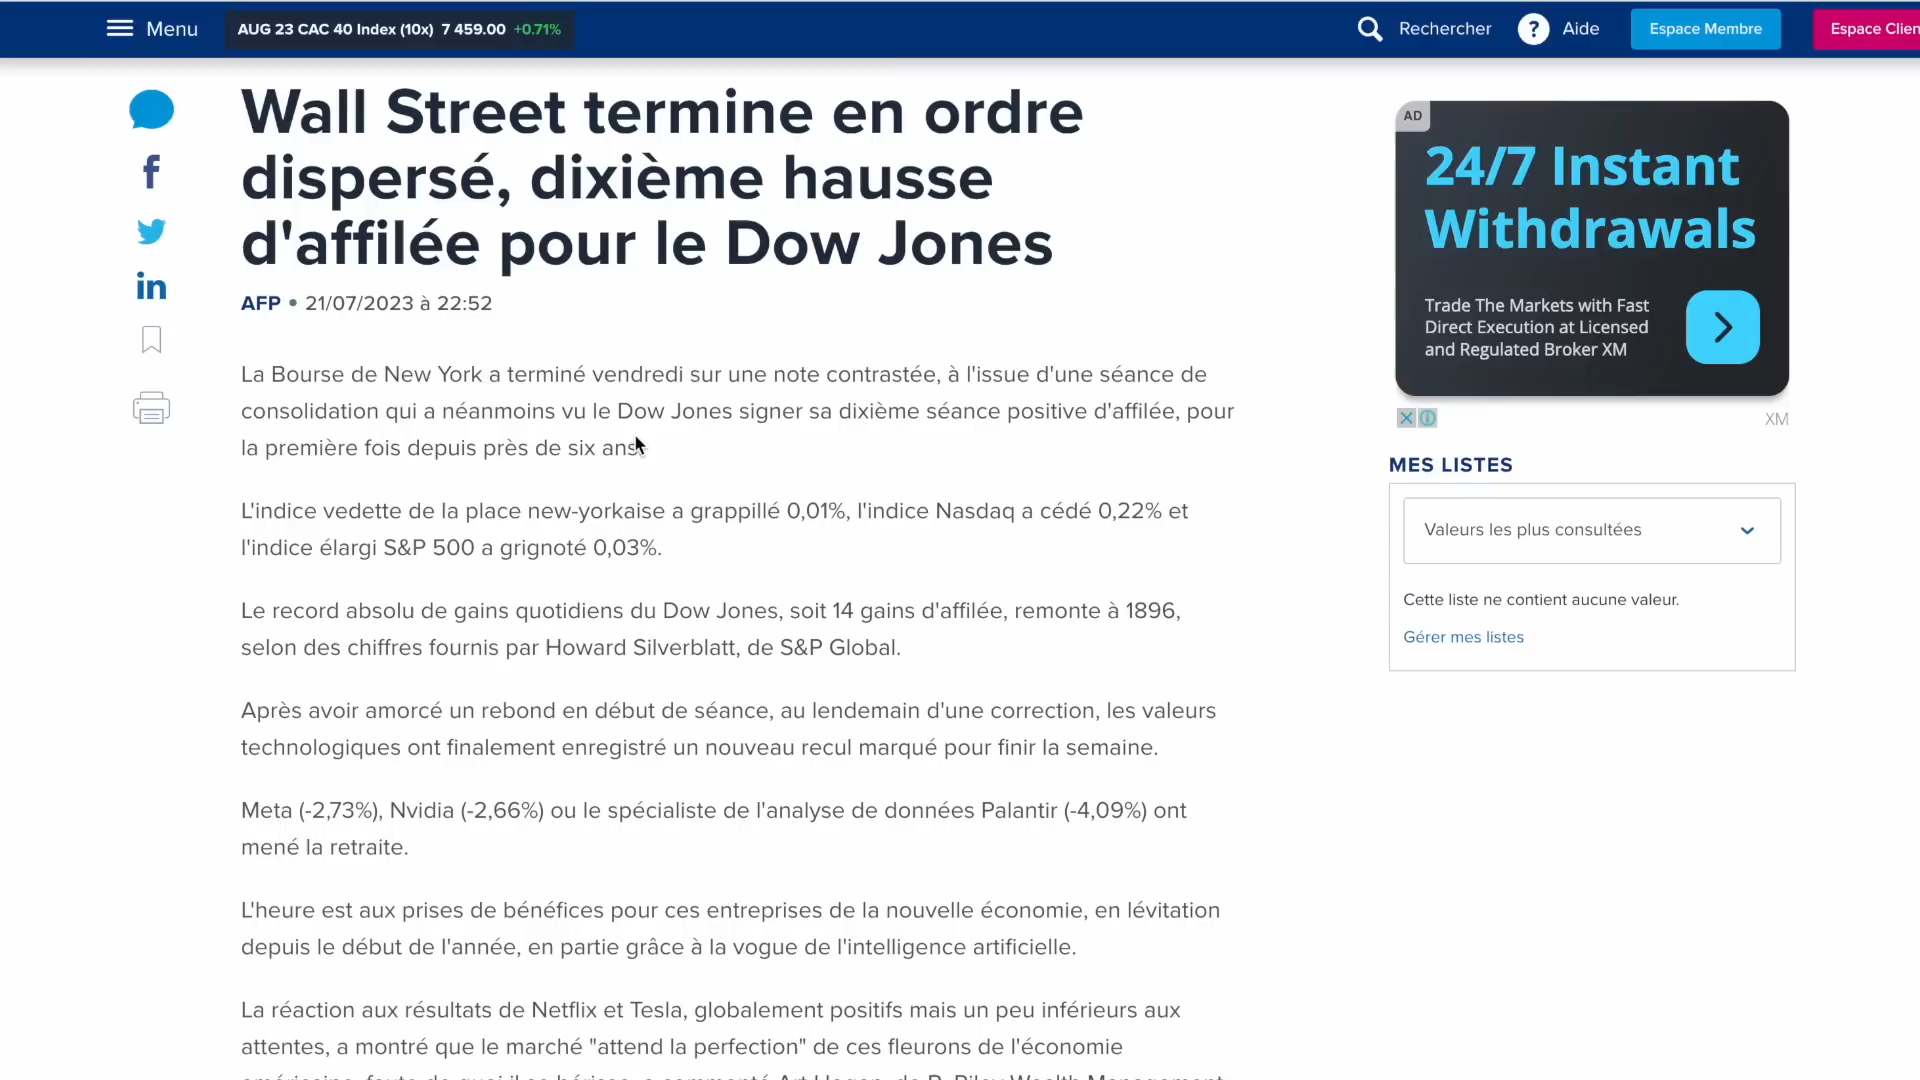 Menu
AUG 23 CAC 40 Index (10x) 7 459.00 +0.71%
Rechercher
? Aide
Espace Membre
Espace Clien
Wall Street termine en ordre
dispersé, dixième hausse
d'affilée pour le Dow Jones
AFP • 21/07/2023 à 22:52
La Bourse de New York a terminé vendredi sur une note contrastée, à l'issue d'une séance de
consolidation qui a néanmoins vu le Dow Jones signer sa dixième séance positive d'affilée, pour
la première fois depuis près de six ans
L'indice vedette de la place new-yorkaise a grappillé 0,01%, l'indice Nasdaq a cédé 0,22% et
l'indice élargi S&P 500 a grignoté 0,03%.
Le record absolu de gains quotidiens du Dow Jones, soit 14 gains d'affilée, remonte à 1896,
selon des chiffres fournis par Howard Silverblatt, de S&P Global.
Après avoir amorcé un rebond en début de séance, au lendemain d'une correction, les valeurs
technologiques ont finalement enregistré un nouveau recul marqué pour finir la semaine.
Meta (-2,73%), Nvidia (-2,66%) ou le spécialiste de l'analyse de données Palantir (-4,09%) ont
mené la retraite.
L'heure est aux prises de bénéfices pour ces entreprises de la nouvelle économie, en lévitation
depuis le début de l'année, en partie grâce à la vogue de l'intelligence artificielle.
La réaction aux résultats de Netflix et Tesla, globalement positifs mais un peu inférieurs aux
attentes, a montré que le marché "attend la perfection" de ces fleurons de l'économie
AD
24/7 Instant
Withdrawals
Trade The Markets with Fast
Direct Execution at Licensed
and Regulated Broker XM
XM
MES LISTES
Valeurs les plus consultées
Cette liste ne contient aucune valeur.
Gérer mes listes